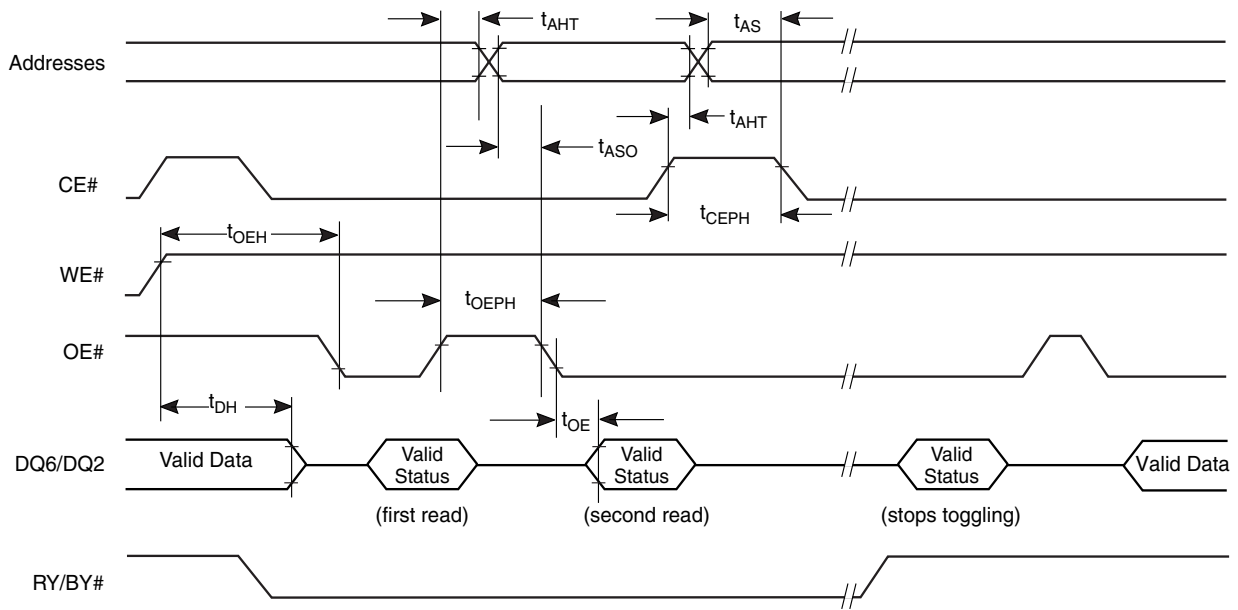 tAHT
tAS
Addresses
tAHT
tASO
CE#
tCEPH
tOEH
WE#
tOEPH
OE#
tDH
tOE
DQ6/DQ2
Valid Data
Valid
Status
Valid
Status
Valid
Status
Valid Data
(first read)
(second read)
(stops toggling)
RY/BY#